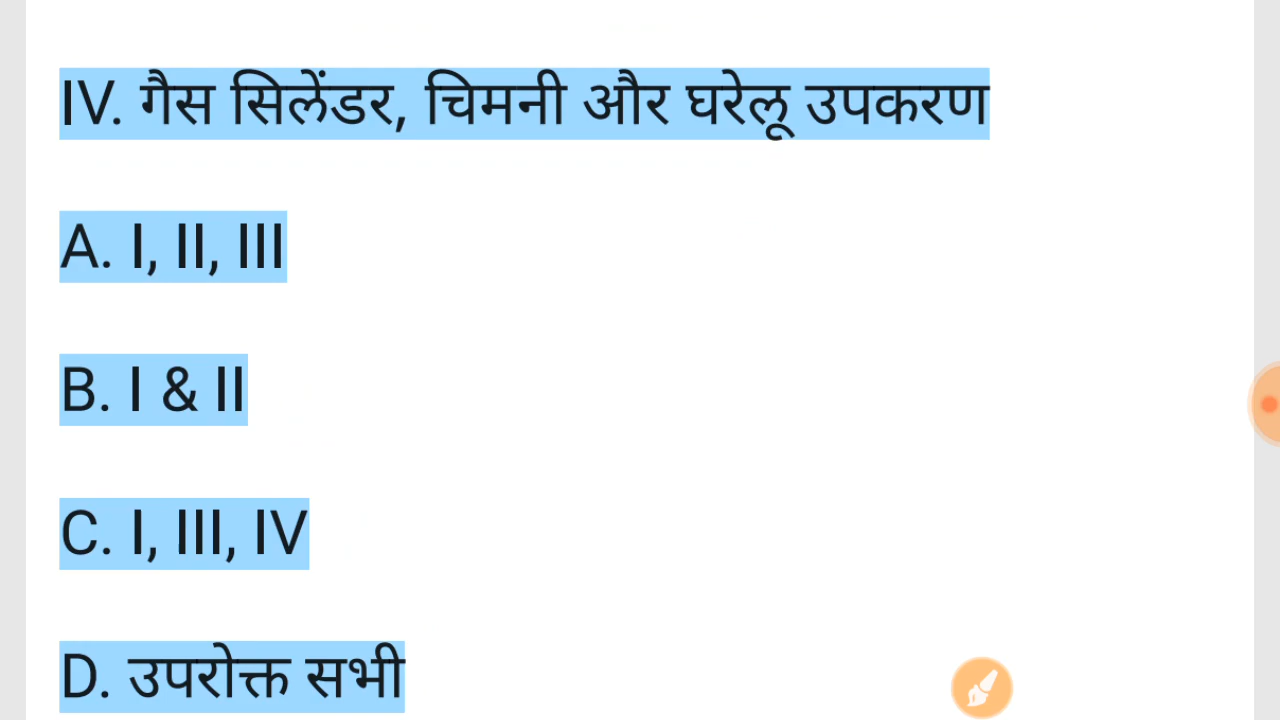 IV. गैस सिलेंडर, चिमनी और घरेलू उपकरण
A. I, II, III
B. I & II
C. I, III, IV
D. उपरोक्त सभी